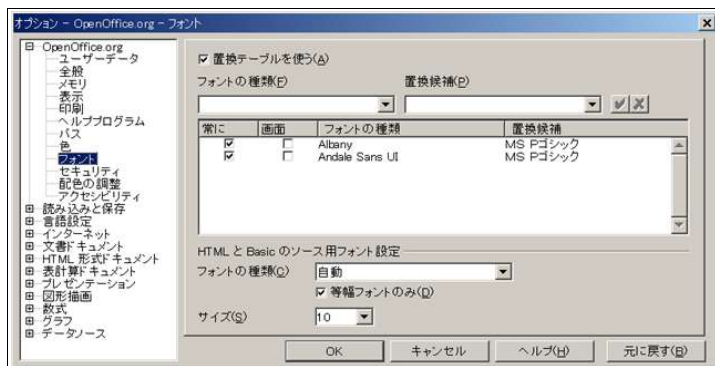 オプション - OpenOffice.org - フォント
OpenOffice.org
ユーザーデータ
全般
メモリ
表示
印刷
ヘルププログラム
パス
色
フォント
セキュリティ
配色の調整
アクセシビリティ
読み込みと保存
言語設定
インターネット
文書ドキュメント
HTML 形式ドキュメント
表計算ドキュメント
プレゼンテーション
図形描画
数式
グラフ
データソース
置換テーブルを使う(A)
フォントの種類(F) 置換候補(P)
常に 画面 フォントの種類 置換候補
Albany MS Pゴシック
Andale Sans UI MS Pゴシック
HTML と Basic のソース用フォント設定
フォントの種類(C) 自動
等幅フォントのみ(D)
サイズ(S) 10
OK キャンセル ヘルプ(H) 元に戻す(B)